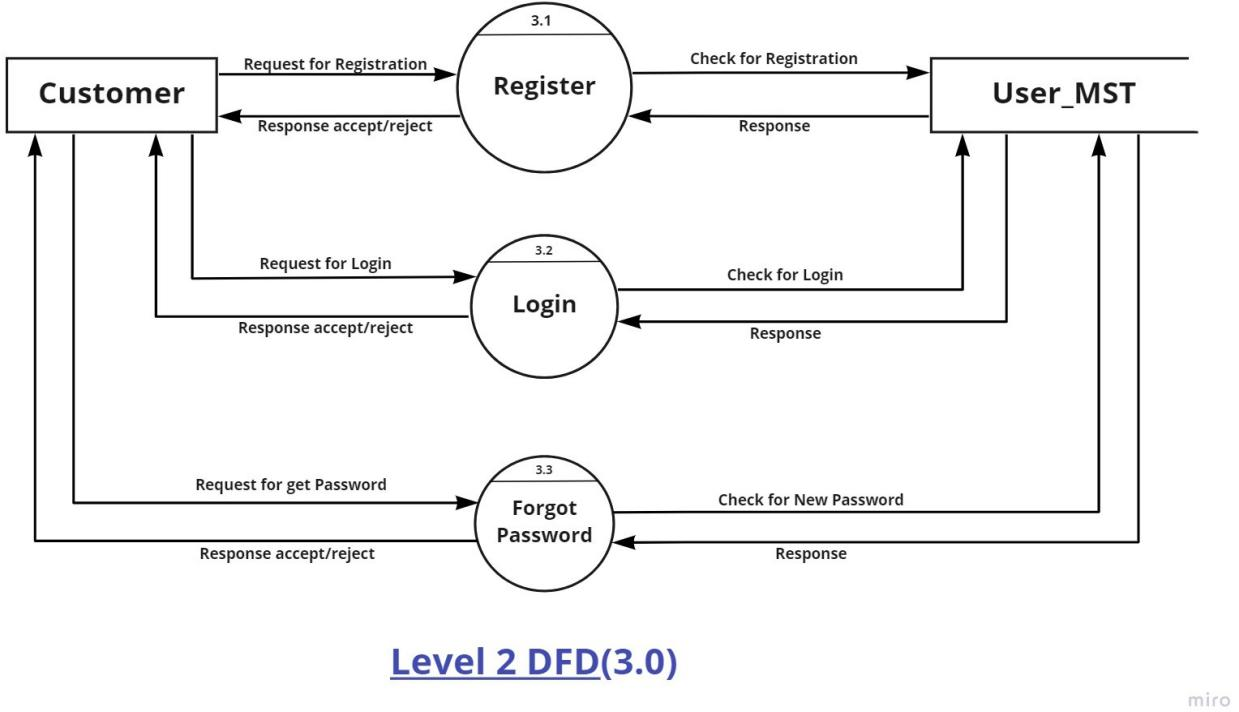 3.1
Request for Registration
Check for Registration
Customer
Register
User_MST
Response accept/reject
Response
3.2
Request for Login
Check for Login
Login
Response accept/reject
Response
3.3
Request for get Password
Check for New Password
Forgot
Password
Response accept/reject
Response
Level 2 DFD(3.0)
miro